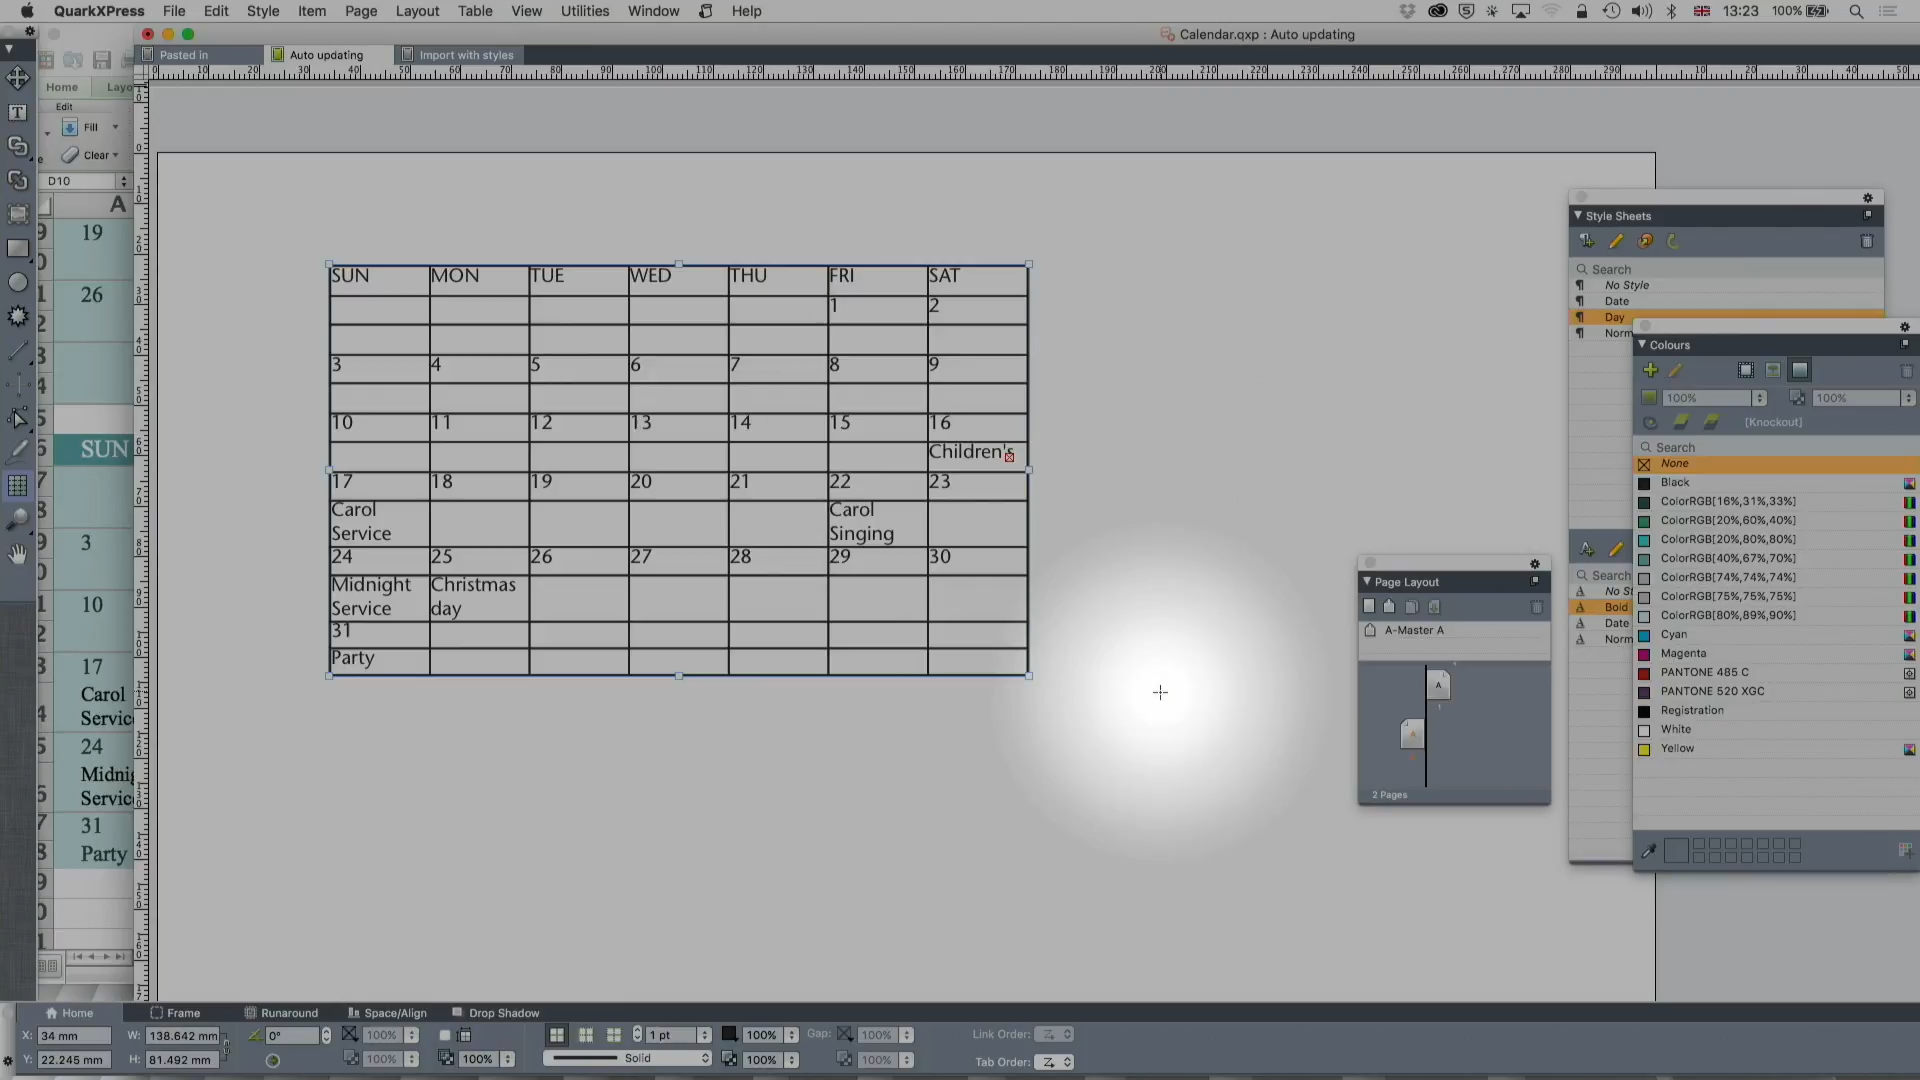 QuarkXPress File Edit Style Item Page Layout Table View Utilities Window Help 13:23 100%
Calendar.qxp : Auto updating
Pasted in Auto updating Import with styles
Home
Edit
Fill
Clear
D10
A
19
26
SUN
3
10
17
Carol
Service
24
Service
31
Party
SUN MON TUE WED THU FRI SAT
1 2
3 4 5 6 7 8 9
10 11 12 13 14 15 16
Children's
17 18 19 20 21 22 23
Carol Service
Carol Singing
24 25 26 27 28 29 30
Midnight Service
Christmas day
31
Party
Style Sheets
Search
No Style
Date
Day
Search
Bold
Date
Page Layout
A-Master A
A
1
A
2 Pages
Colours
100% 100%
[Knockout]
Search
None
Black
ColorRGB[16%,31%,33%]
ColorRGB[20%,60%,40%]
ColorRGB[20%,80%,80%]
ColorRGB[40%,67%,70%]
ColorRGB[74%,74%,74%]
ColorRGB[75%,75%,75%]
ColorRGB[80%,89%,90%]
Cyan
Magenta
PANTONE 485 C
PANTONE 520 XGC
Registration
White
Yellow
Home Frame Runaround Space/Align Drop Shadow
X: 34 mm W: 138.642 mm 0° 100% 1 pt 100% Gap: 100% Link Order:
Y: 22.245 mm H: 81.492 mm 100% 100% Solid 100% 100% Tab Order: